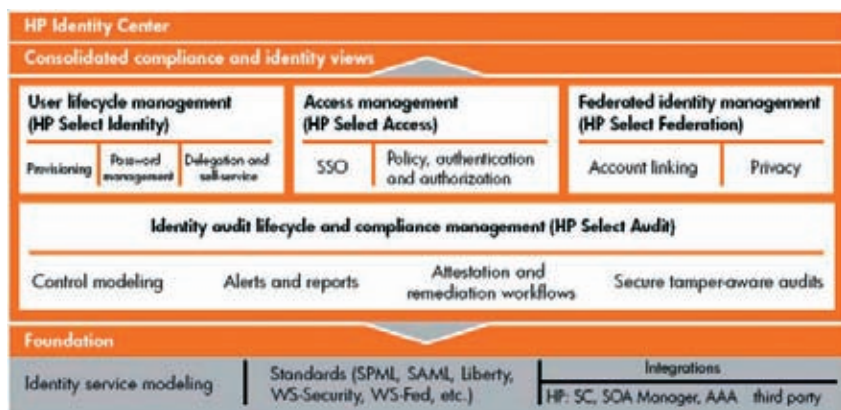 HP Identity Center
Consolidated compliance and identity views
User lifecycle management
(HP Select Identity)
Provisioning
Password
management
Delegation and
self-service
Access management
(HP Select Access)
SSO
Policy, authentication
and authorization
Federated identity management
(HP Select Federation)
Account linking
Privacy
Identity audit lifecycle and compliance management (HP Select Audit)
Control modeling
Alerts and reports
Attestation and
remediation workflows
Secure tamper-aware audits
Foundation
Identity service modeling
Standards (SPML, SAML, Liberty,
WS-Security, WS-Fed, etc.)
Integrations
HP: SC, SOA Manager, AAA third party